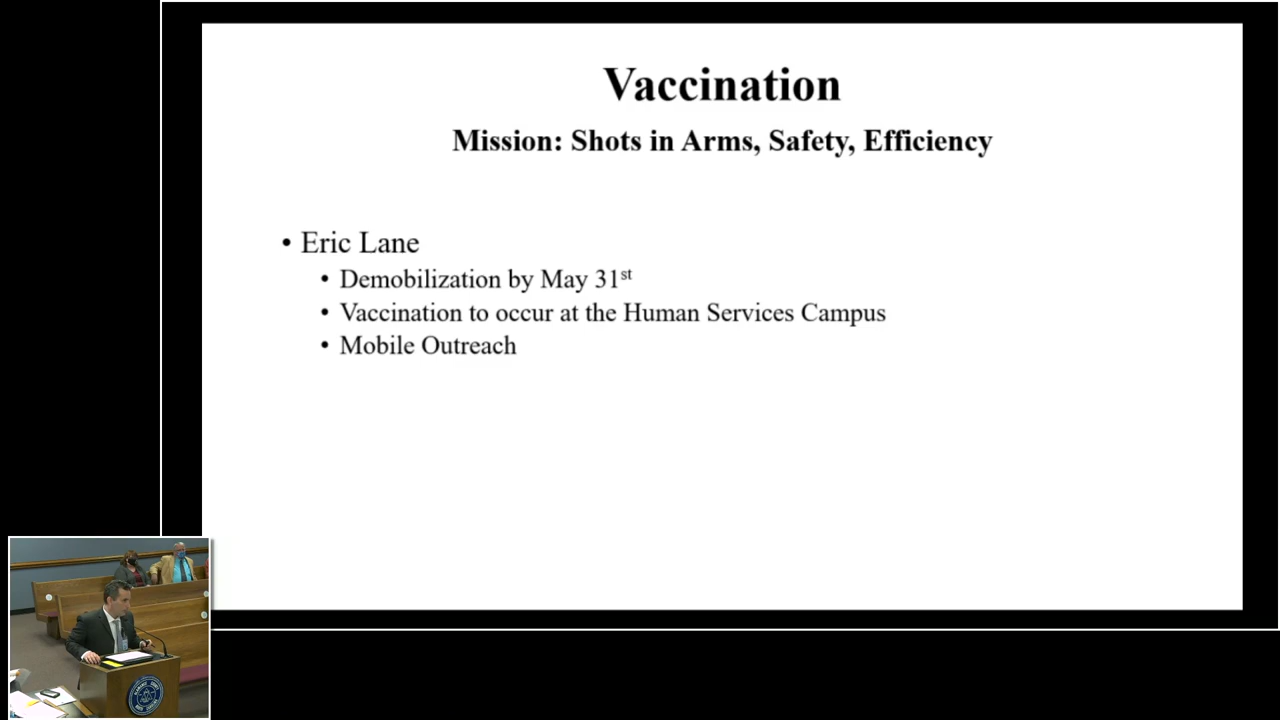 Vaccination
Mission: Shots in Arms, Safety, Efficiency
• Eric Lane
• Demobilization by May 31st
• Vaccination to occur at the Human Services Campus
• Mobile Outreach